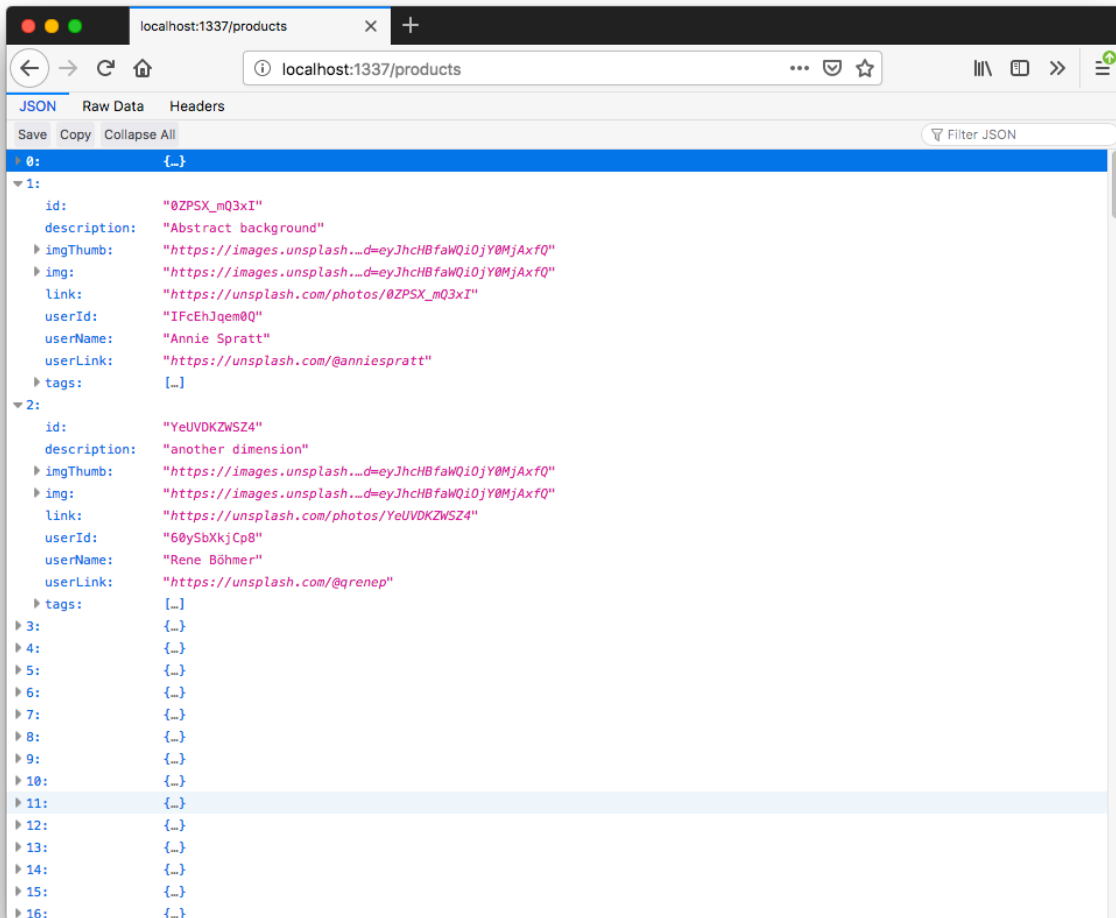 localhost:1337/products
localhost:1337/products
JSON Raw Data Headers
Save Copy Collapse All Filter JSON
0: {…}
1:
id: "0ZPSX_mQ3xI"
description: "Abstract background"
imgThumb: "https://images.unsplash.…d=eyJhcHBfaWQiOjY0MjAxfQ"
img: "https://images.unsplash.…d=eyJhcHBfaWQiOjY0MjAxfQ"
link: "https://unsplash.com/photos/0ZPSX_mQ3xI"
userId: "IFcEhJqem0Q"
userName: "Annie Spratt"
userLink: "https://unsplash.com/@anniespratt"
tags: […]
2:
id: "YeUVDKZWSZ4"
description: "another dimension"
imgThumb: "https://images.unsplash.…d=eyJhcHBfaWQiOjY0MjAxfQ"
img: "https://images.unsplash.…d=eyJhcHBfaWQiOjY0MjAxfQ"
link: "https://unsplash.com/photos/YeUVDKZWSZ4"
userId: "60ySbXkjCp8"
userName: "Rene Böhmer"
userLink: "https://unsplash.com/@qrenep"
tags: […]
3: {…}
4: {…}
5: {…}
6: {…}
7: {…}
8: {…}
9: {…}
10: {…}
11: {…}
12: {…}
13: {…}
14: {…}
15: {…}
16: {…}